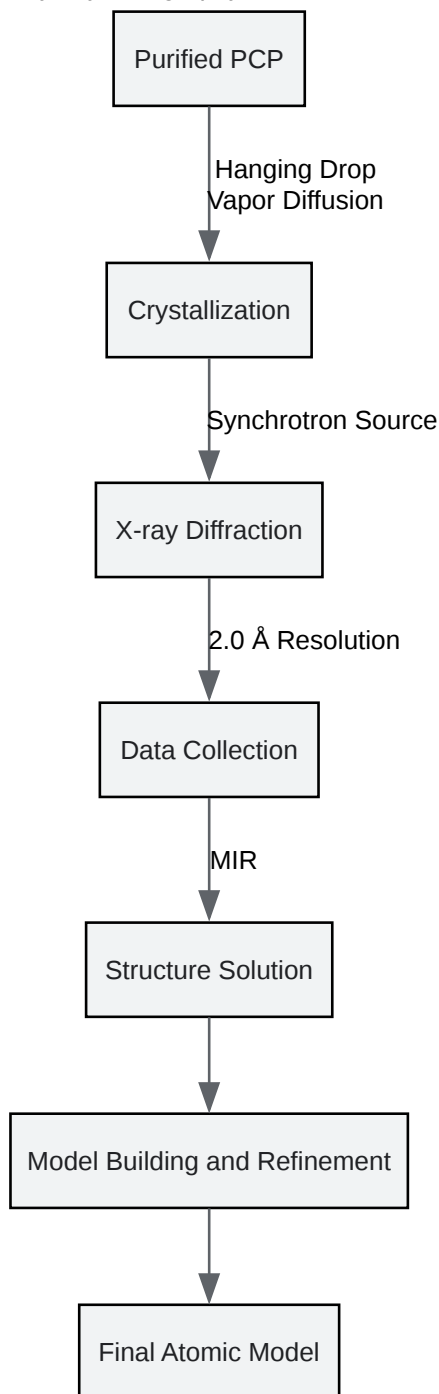 Purified PCP
Hanging Drop
Vapor Diffusion
Crystallization
Synchrotron Source
X-ray Diffraction
2.0 Å Resolution
Data Collection
MIR
Structure Solution
Model Building and Refinement
Final Atomic Model